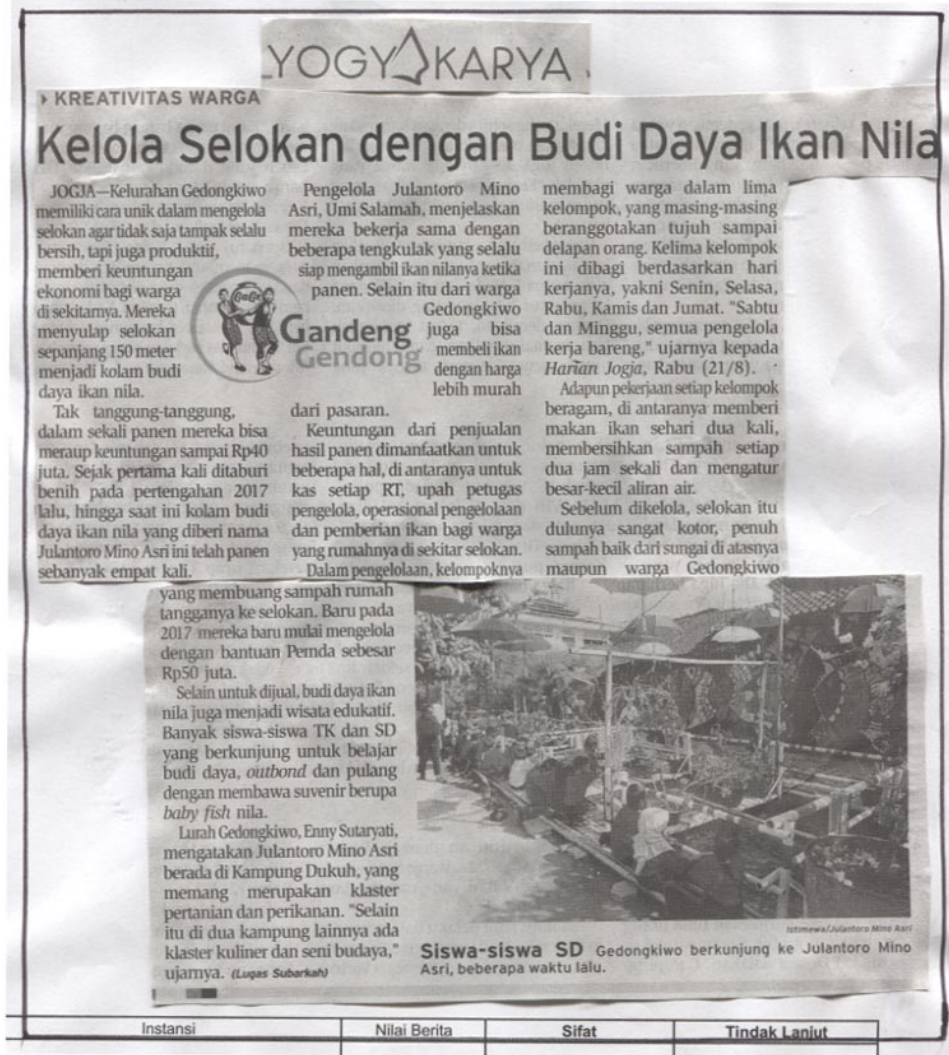 YOGYAKARYA
KREATIVITAS WARGA
Kelola Selokan dengan Budi Daya Ikan Nila
JOGJA—Kelurahan Gedongkiwo
memiliki cara unik dalam mengelola
selokan agar tidak saja tampak selalu
bersih, tapi juga produktif,
memberi keuntungan
ekonomi bagi warga
di sekitarnya. Mereka
menyulap selokan
sepanjang 150 meter
menjadi kolam budi
daya ikan nila.
Tak tanggung-tanggung,
dalam sekali panen mereka bisa
meraup keuntungan sampai Rp40
juta. Sejak pertama kali ditaburi
benih pada pertengahan 2017
lalu, hingga saat ini kolam budi
daya ikan nila yang diberi nama
Julantoro Mino Asri ini telah panen
sebanyak empat kali.
GaGe
Gandeng
Gendong
Pengelola Julantoro Mino
Asri, Umi Salamah, menjelaskan
mereka bekerja sama dengan
beberapa tengkulak yang selalu
siap mengambil ikan nilanya ketika
panen. Selain itu dari warga
Gedongkiwo
juga bisa
membeli ikan
dengan harga
lebih murah
dari pasaran.
Keuntungan dari penjualan
hasil panen dimanfaatkan untuk
beberapa hal, di antaranya untuk
kas setiap RT, upah petugas
pengelola, operasional pengelolaan
dan pemberian ikan bagi warga
yang rumahnya di sekitar selokan.
Dalam pengelolaan, kelompoknya
membagi warga dalam lima
kelompok, yang masing-masing
beranggotakan tujuh sampai
delapan orang. Kelima kelompok
ini dibagi berdasarkan hari
kerjanya, yakni Senin, Selasa,
Rabu, Kamis dan Jumat. "Sabtu
dan Minggu, semua pengelola
kerja bareng," ujarnya kepada
Harian Jogja, Rabu (21/8).
Adapun pekerjaan setiap kelompok
beragam, di antaranya memberi
makan ikan sehari dua kali,
membersihkan sampah setiap
dua jam sekali dan mengatur
besar-kecil aliran air.
Sebelum dikelola, selokan itu
dulunya sangat kotor, penuh
sampah baik dari sungai di atasnya
maupun warga Gedongkiwo
yang membuang sampah rumah
tangganya ke selokan. Baru pada
2017 mereka baru mulai mengelola
dengan bantuan Pemda sebesar
Rp50 juta.
Selain untuk dijual, budi daya ikan
nila juga menjadi wisata edukatif.
Banyak siswa-siswa TK dan SD
yang berkunjung untuk belajar
budi daya, outbond dan pulang
dengan membawa suvenir berupa
baby fish nila.
Lurah Gedongkiwo, Enny Sutaryati,
mengatakan Julantoro Mino Asri
berada di Kampung Dukuh, yang
memang merupakan klaster
pertanian dan perikanan. "Selain
itu di dua kampung lainnya ada
klaster kuliner dan seni budaya,"
ujarnya. (Lugas Subarkah)
Istimewa/Julantoro Mino Asri
Siswa-siswa SD Gedongkiwo berkunjung ke Julantoro Mino
Asri, beberapa waktu lalu.
Instansi Nilai Berita Sifat Tindak Lanjut